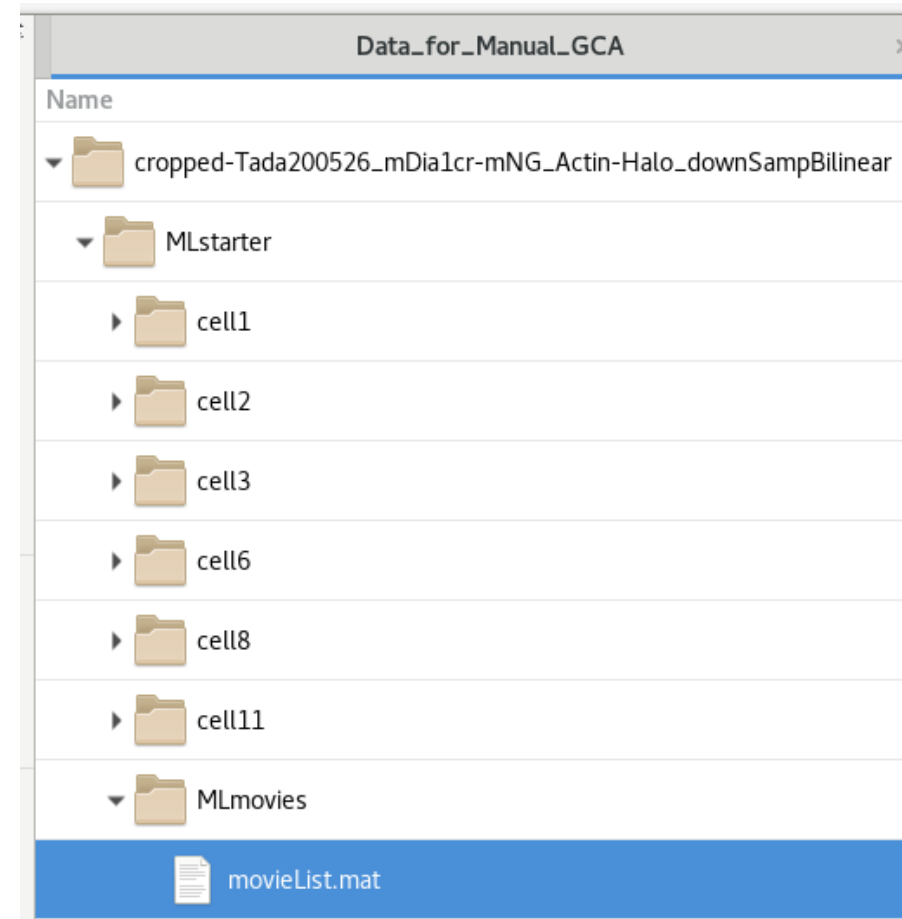 Data_for_Manual_GCA
Name
cropped-Tada200526_mDia1cr-mNG_Actin-Halo_downSampBilinear
MLstarter
cell1
cell2
cell3
cell6
cell8
cell11
MLmovies
movieList.mat